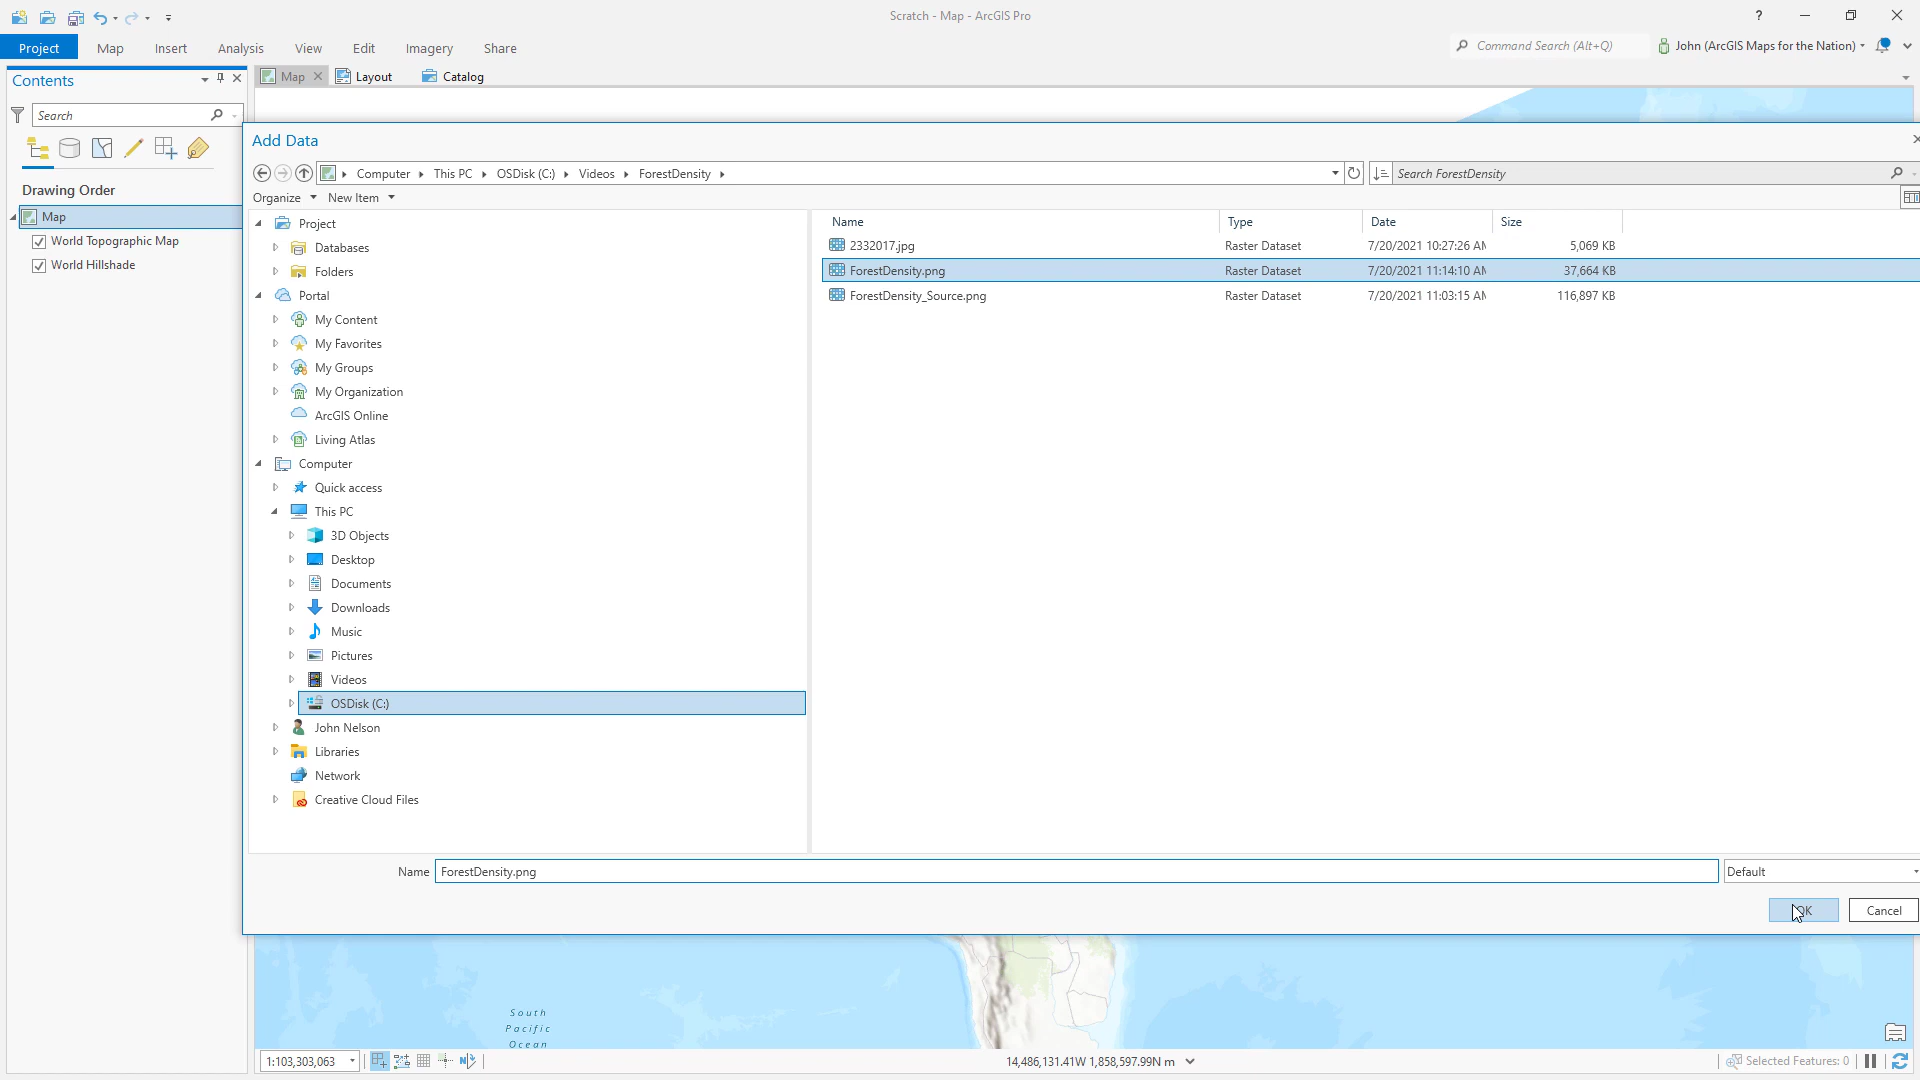 Scratch - Map - ArcGIS Pro
?
Project Map Insert Analysis View Edit Imagery Share
Command Search (Alt+Q)
John (ArcGIS Maps for the Nation)
Contents
Map Layout Catalog
Search
Drawing Order
Map
World Topographic Map
World Hillshade
Add Data
Computer This PC OSDisk (C:) Videos ForestDensity
Search ForestDensity
Organize New Item
Project
Databases
Folders
Portal
My Content
My Favorites
My Groups
My Organization
ArcGIS Online
Living Atlas
Computer
Quick access
This PC
3D Objects
Desktop
Documents
Downloads
Music
Pictures
Videos
OSDisk (C:)
John Nelson
Libraries
Network
Creative Cloud Files
Name Type Date Size
2332017.jpg Raster Dataset 7/20/2021 10:27:26 AM 5,069 KB
ForestDensity.png Raster Dataset 7/20/2021 11:14:10 AM 37,664 KB
ForestDensity_Source.png Raster Dataset 7/20/2021 11:03:15 AM 116,897 KB
Name ForestDensity.png Default
OK Cancel
South
Pacific
Ocean
1:103,303,063
14,486,131.41W 1,858,597.99N m
Selected Features: 0